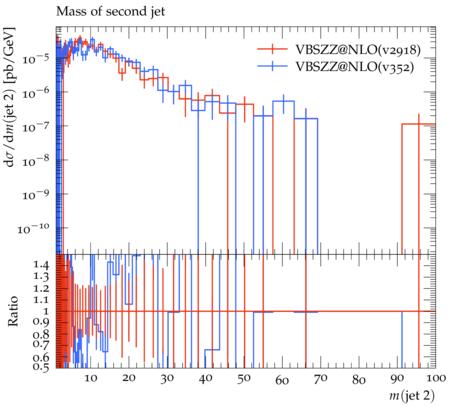 Mass of second jet
dσ/dm(jet 2) [pb/GeV]
VBSZZ@NLO(v2918)
VBSZZ@NLO(v352)
10⁻⁵
10⁻⁶
10⁻⁷
10⁻⁸
10⁻⁹
10⁻¹⁰
Ratio
1.4
1.3
1.2
1.1
1
0.9
0.8
0.7
0.6
0.5
10 20 30 40 50 60 70 80 90 100
m(jet 2)